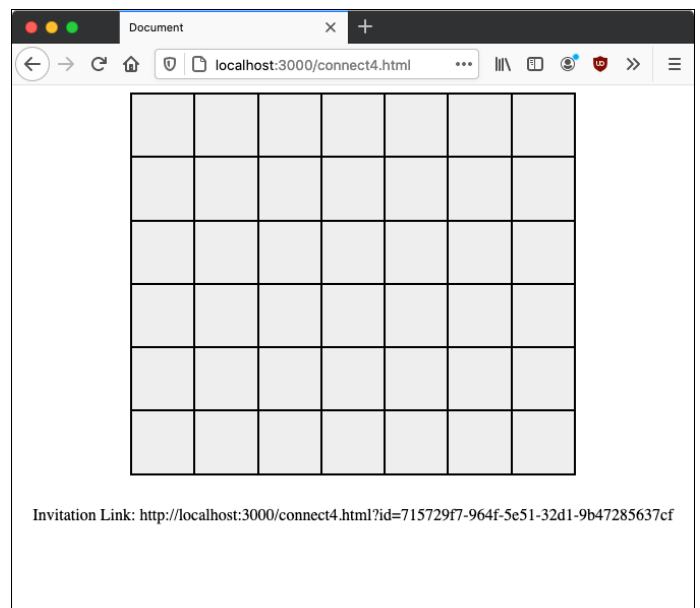 Document
localhost:3000/connect4.html
Invitation Link: http://localhost:3000/connect4.html?id=715729f7-964f-5e51-32d1-9b47285637cf